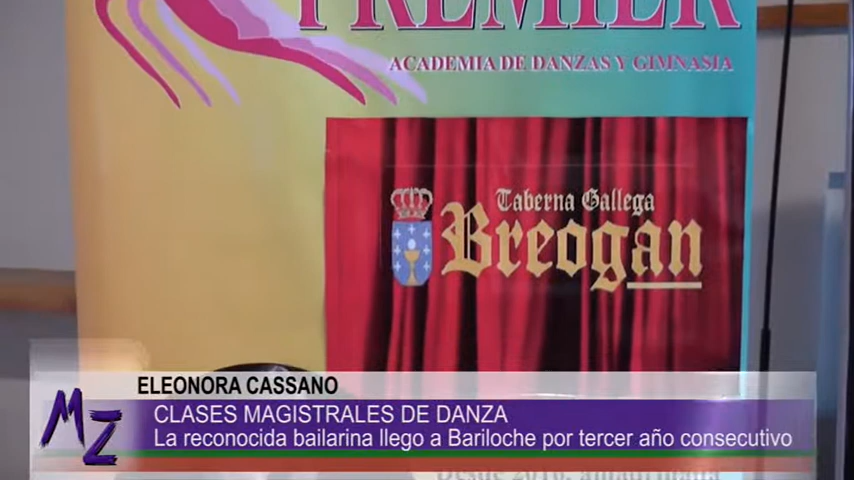 PREMIER
ACADEMIA DE DANZAS Y GIMNASIA
Taberna Gallega
Breogan
ELEONORA CASSANO
MZ
CLASES MAGISTRALES DE DANZA
La reconocida bailarina llego a Bariloche por tercer año consecutivo